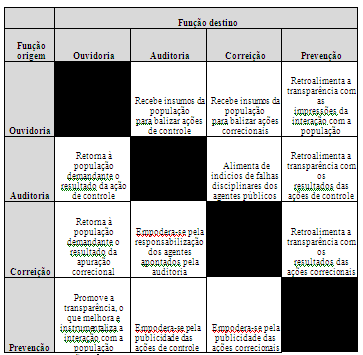 Função destino
Função
origem
Ouvidoria
Auditoria
Correição
Prevenção
Ouvidoria
Recebe insumos da
população
para balizar ações
de controle
Recebe insumos da
população
para balizar ações
correcionais
Retroalimenta a
transparência com
as
impressões da
interação com a
população
Auditoria
Retorna à
população
demandante o
resultado da ação
de controle
Alimenta de
indícios de falhas
disciplinares dos
agentes públicos
Retroalimenta a
transparência com
os
resultados das
ações de controle
Correição
Retorna à
população
demandante o
resultado da
apuração
correcional
Empodera-se pela
responsabilização
dos agentes
apontados pela
auditoria
Retroalimenta a
transparência com
os
resultados das
ações correcionais
Prevenção
Promove a
transparência, o
que melhora e
instrumentaliza a
interação com a
população
Empodera-se pela
publicidade das
ações de controle
Empodera-se pela
publicidade das
ações correcionais